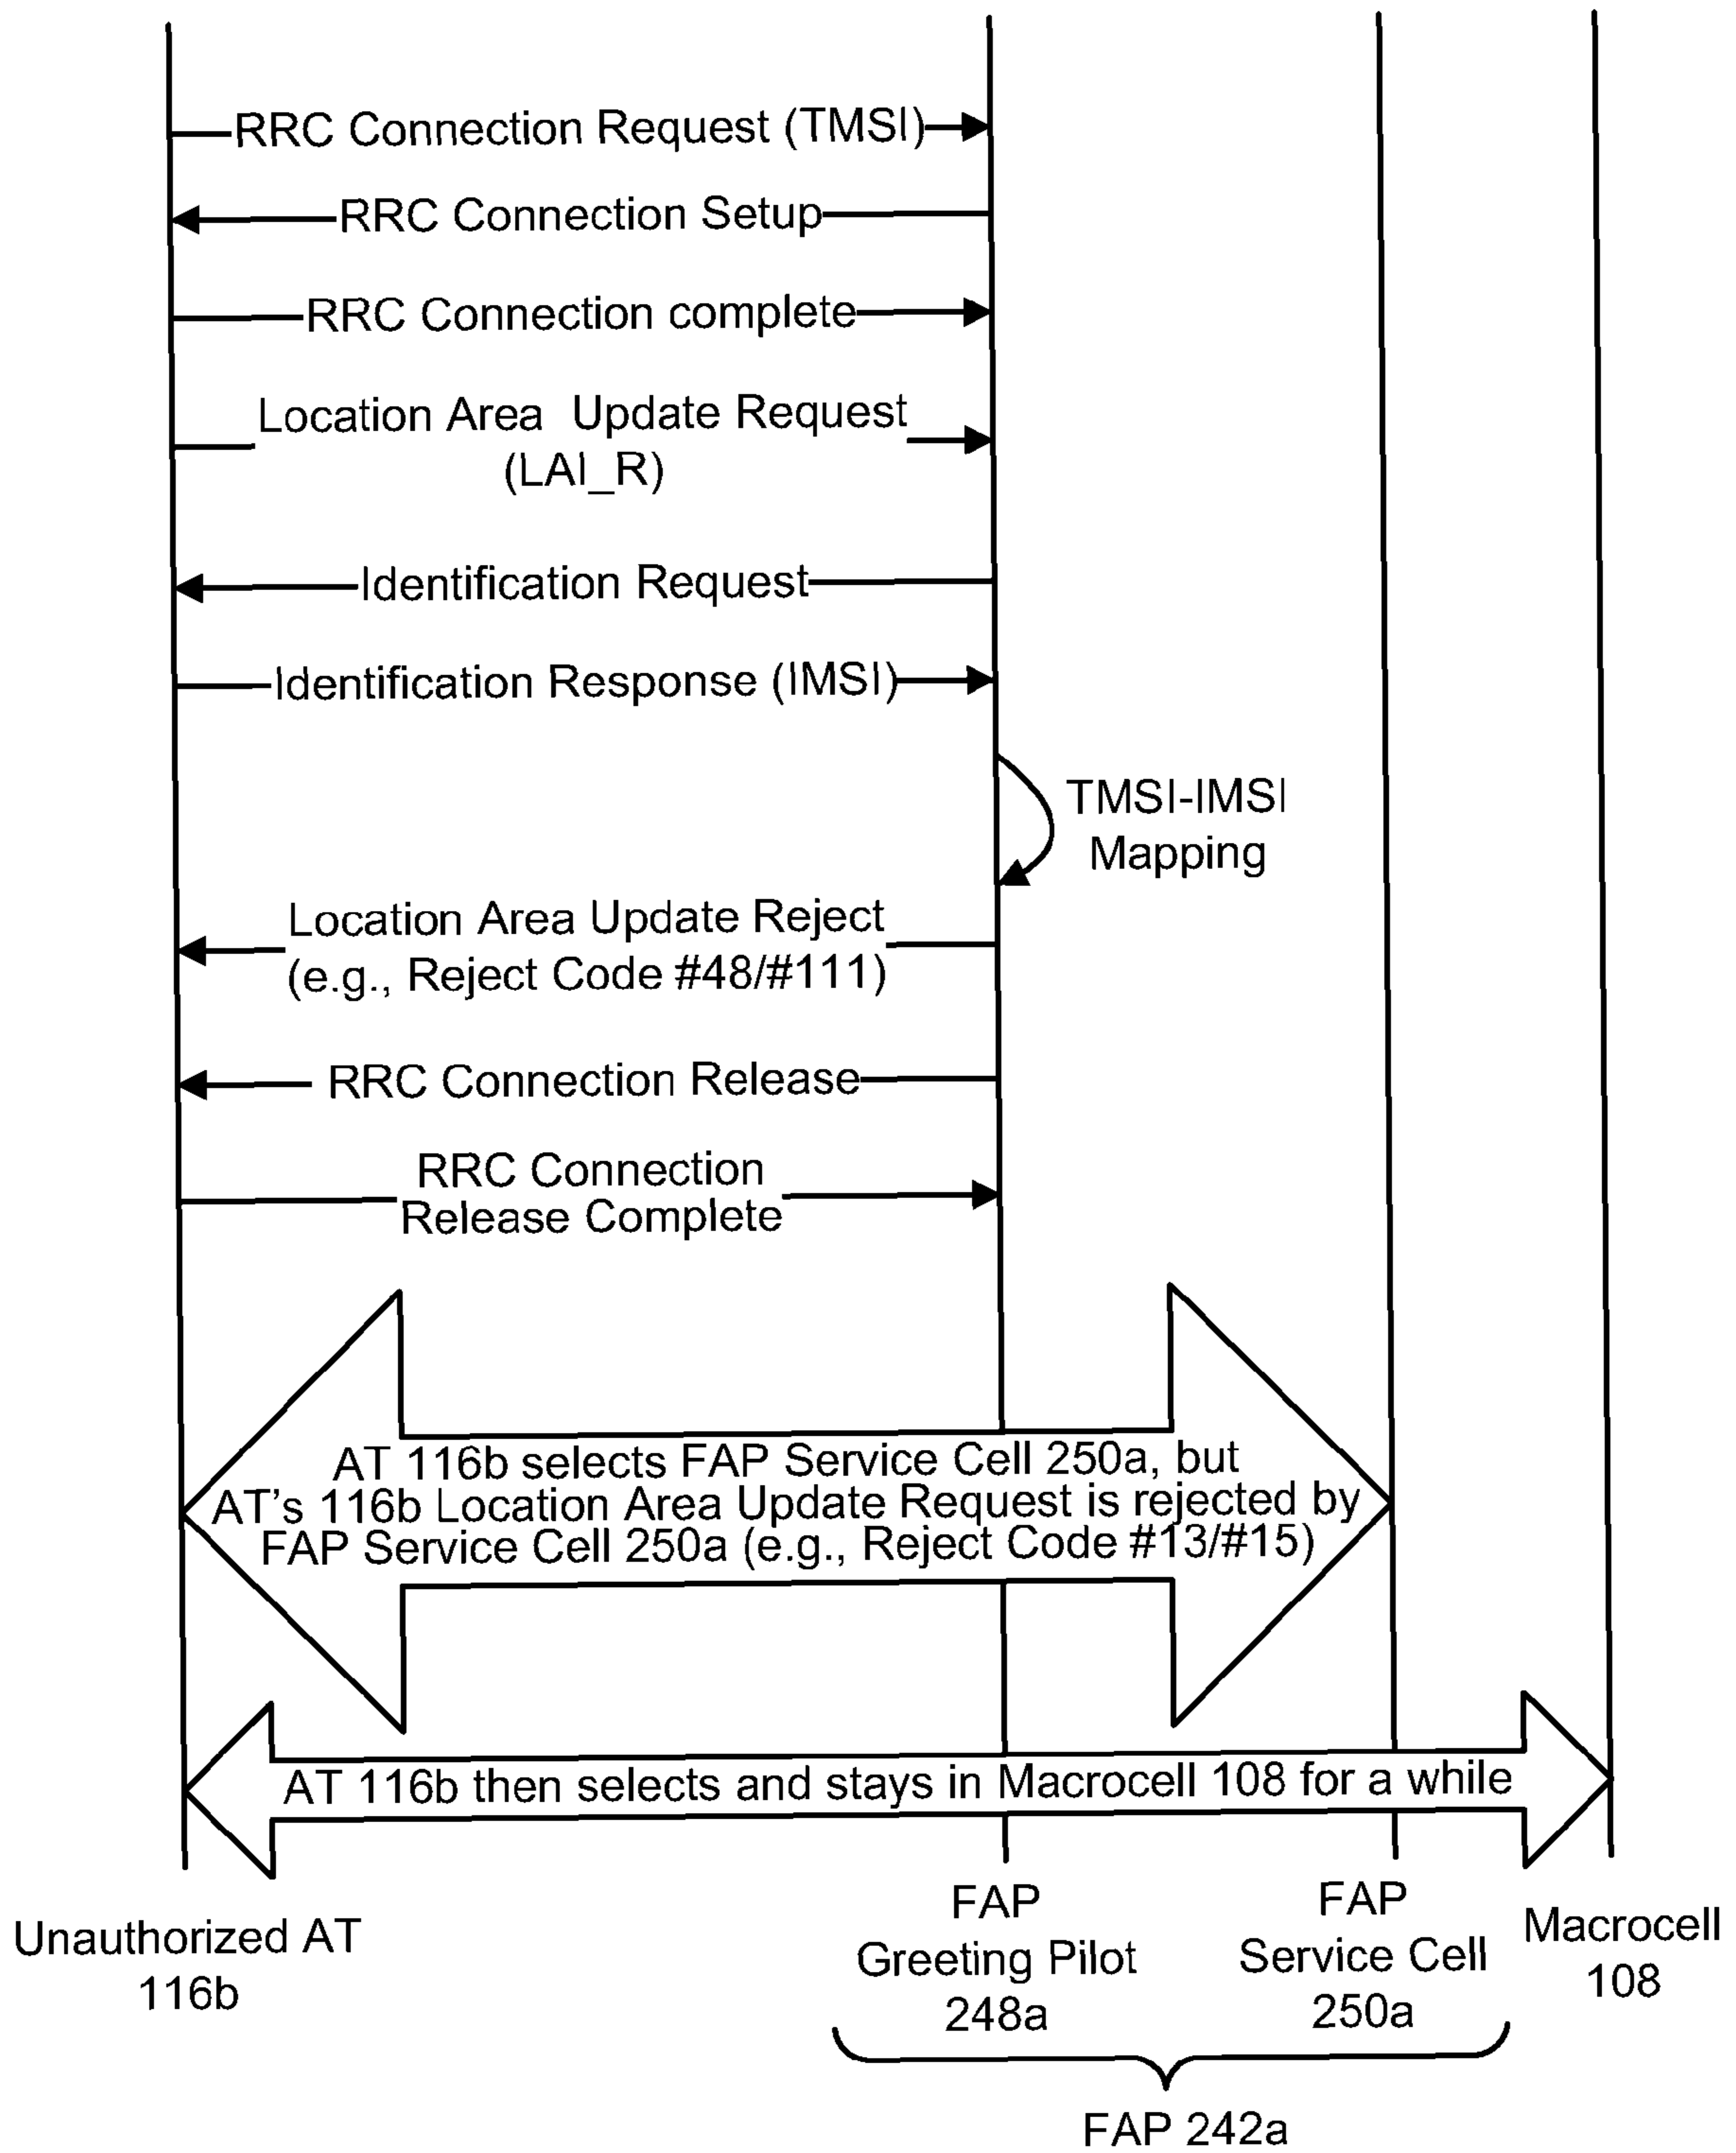 RRC Connection Request (TMSI)
RRC Connection Setup
RRC Connection complete
Location Area Update Request
(LAI_R)
Identification Request
Identification Response (IMSI)
TMSI-IMSI
Mapping
Location Area Update Reject
(e.g., Reject Code #48/#111)
RRC Connection Release
RRC Connection
Release Complete
AT 116b selects FAP Service Cell 250a, but
AT's 116b Location Area Update Request is rejected by
FAP Service Cell 250a (e.g., Reject Code #13/#15)
AT 116b then selects and stays in Macrocell 108 for a while
Unauthorized AT
116b
FAP
Greeting Pilot
248a
FAP
Service Cell
250a
Macrocell
108
FAP 242a